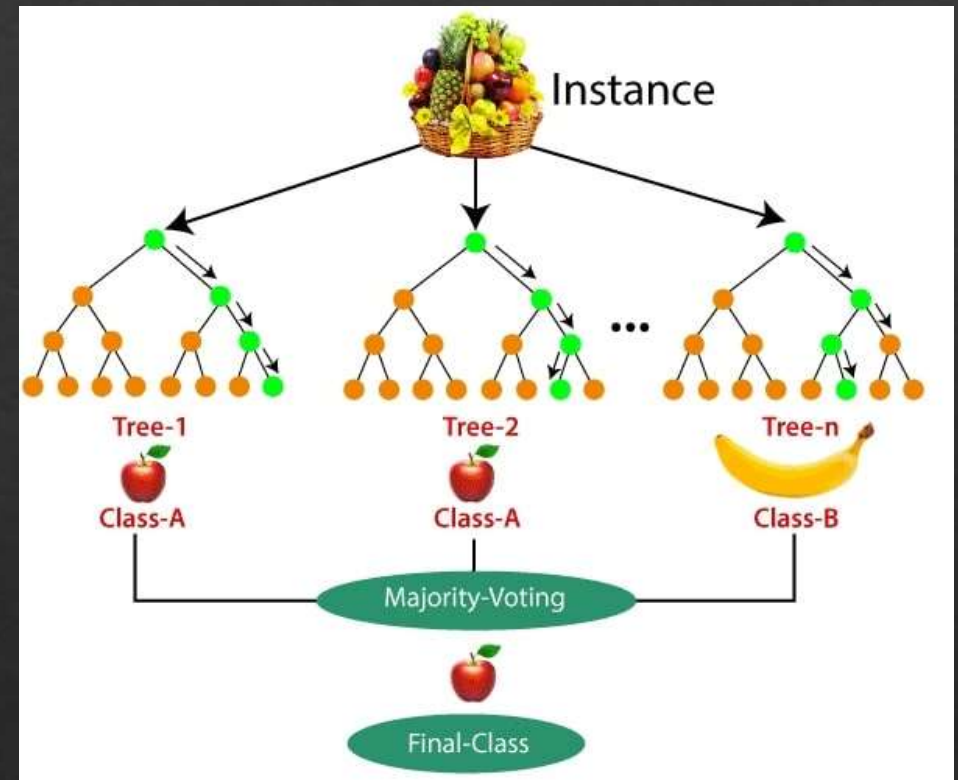 Instance
Tree-1
Tree-2
Tree-n
Class-A
Class-A
Class-B
Majority-Voting
Final-Class